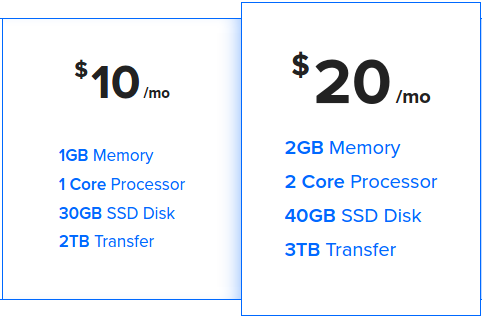 $10/mo
1GB Memory
1 Core Processor
30GB SSD Disk
2TB Transfer
$20/mo
2GB Memory
2 Core Processor
40GB SSD Disk
3TB Transfer